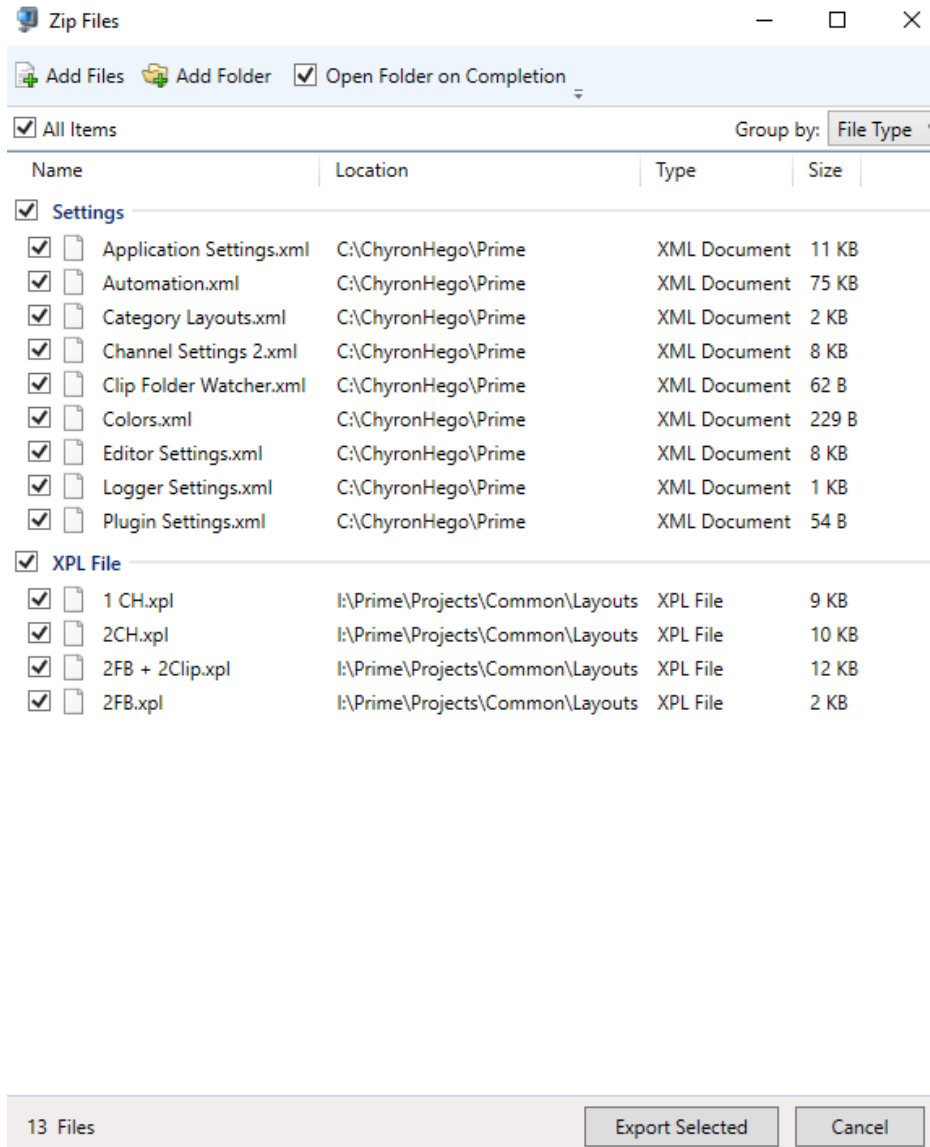 Zip Files
Add Files Add Folder Open Folder on Completion
All Items Group by: File Type
Name Location Type Size
Settings
Application Settings.xml C:\ChyronHego\Prime XML Document 11 KB
Automation.xml C:\ChyronHego\Prime XML Document 75 KB
Category Layouts.xml C:\ChyronHego\Prime XML Document 2 KB
Channel Settings 2.xml C:\ChyronHego\Prime XML Document 8 KB
Clip Folder Watcher.xml C:\ChyronHego\Prime XML Document 62 B
Colors.xml C:\ChyronHego\Prime XML Document 229 B
Editor Settings.xml C:\ChyronHego\Prime XML Document 8 KB
Logger Settings.xml C:\ChyronHego\Prime XML Document 1 KB
Plugin Settings.xml C:\ChyronHego\Prime XML Document 54 B
XPL File
1 CH.xpl I:\Prime\Projects\Common\Layouts XPL File 9 KB
2CH.xpl I:\Prime\Projects\Common\Layouts XPL File 10 KB
2FB + 2Clip.xpl I:\Prime\Projects\Common\Layouts XPL File 12 KB
2FB.xpl I:\Prime\Projects\Common\Layouts XPL File 2 KB
13 Files Export Selected Cancel